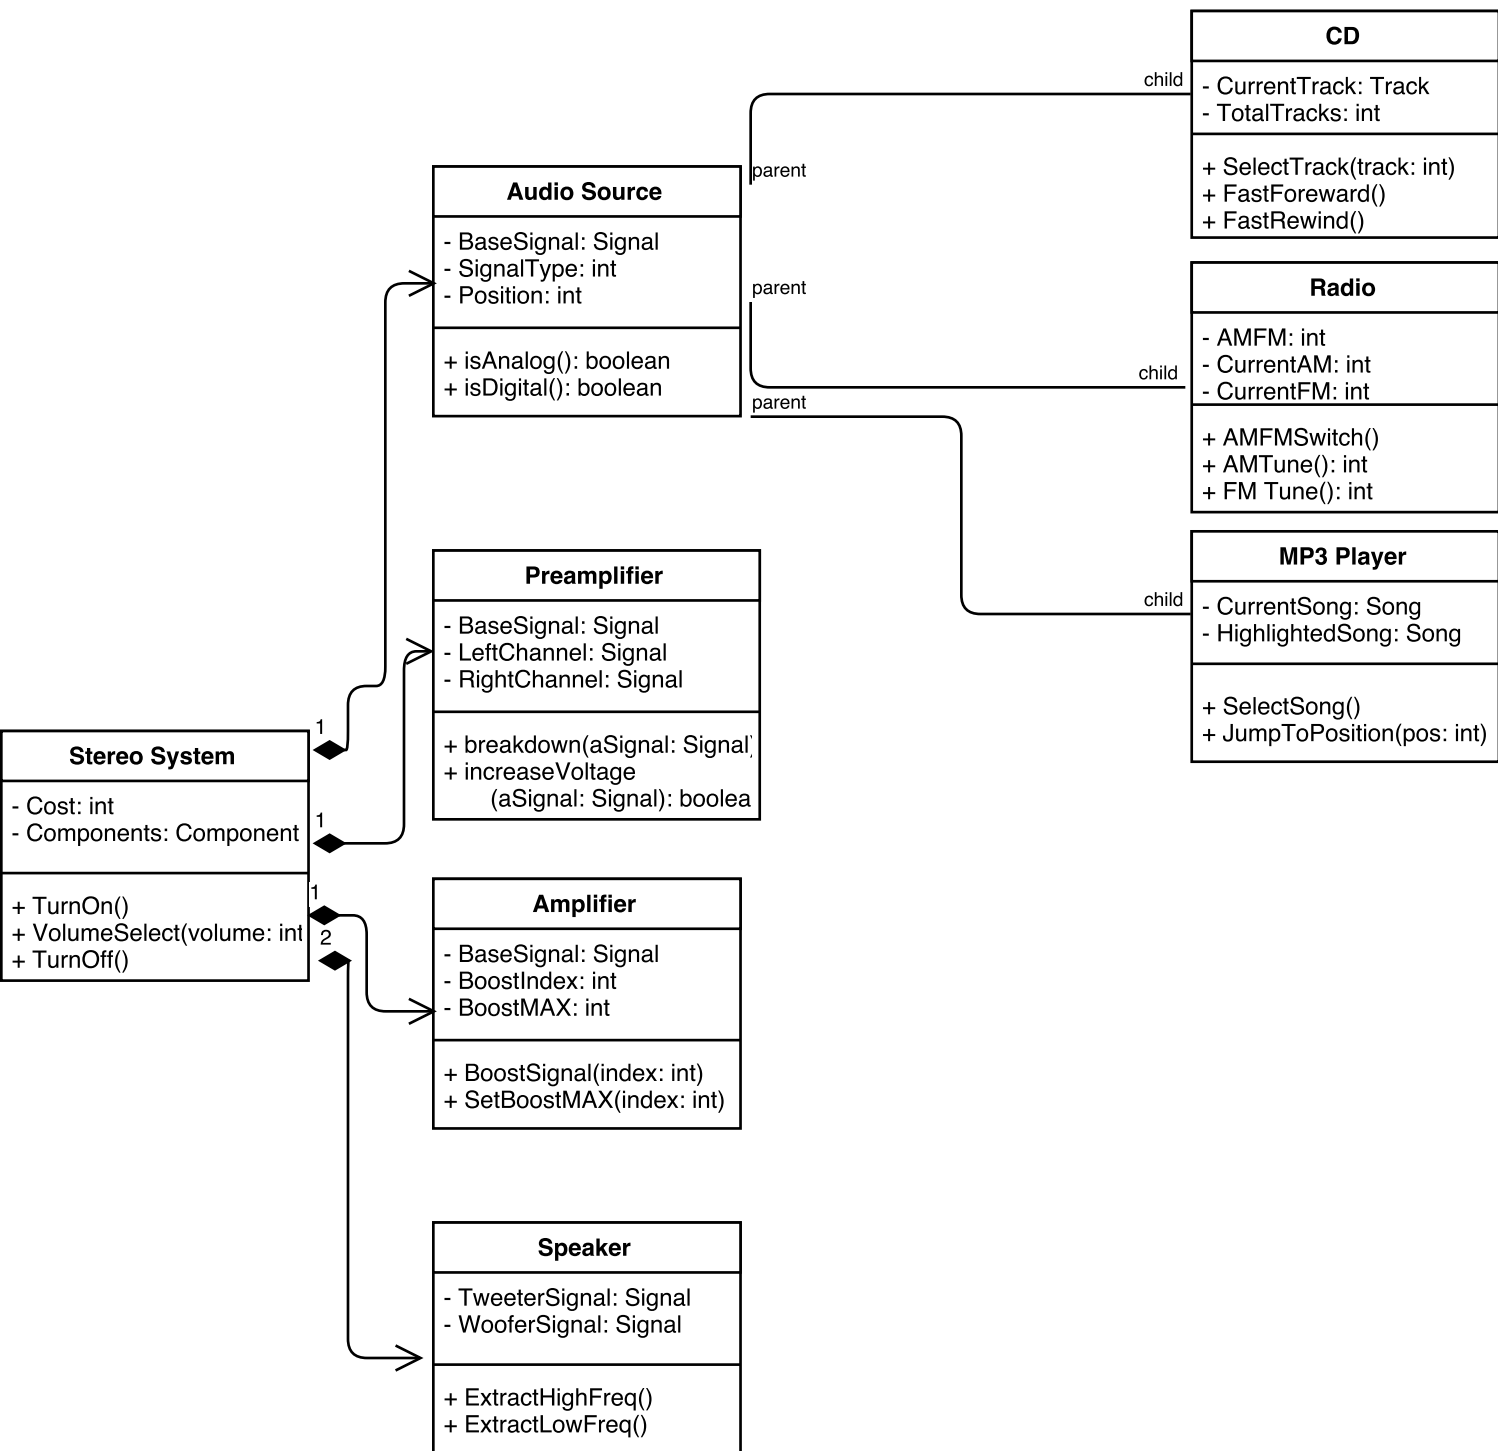 CD
- CurrentTrack: Track
- TotalTracks: int
+ SelectTrack(track: int)
+ FastForeward()
+ FastRewind()
child
parent
Audio Source
- BaseSignal: Signal
- SignalType: int
- Position: int
+ isAnalog(): boolean
+ isDigital(): boolean
parent
child
parent
child
Radio
- AMFM: int
- CurrentAM: int
- CurrentFM: int
+ AMFMSwitch()
+ AMTune(): int
+ FM Tune(): int
MP3 Player
- CurrentSong: Song
- HighlightedSong: Song
+ SelectSong()
+ JumpToPosition(pos: int)
Preamplifier
- BaseSignal: Signal
- LeftChannel: Signal
- RightChannel: Signal
+ breakdown(aSignal: Signal)
+ increaseVoltage
(aSignal: Signal): boolea
Stereo System
- Cost: int
- Components: Component
+ TurnOn()
+ VolumeSelect(volume: int
+ TurnOff()
1
1
1
2
Amplifier
- BaseSignal: Signal
- BoostIndex: int
- BoostMAX: int
+ BoostSignal(index: int)
+ SetBoostMAX(index: int)
Speaker
- TweeterSignal: Signal
- WooferSignal: Signal
+ ExtractHighFreq()
+ ExtractLowFreq()